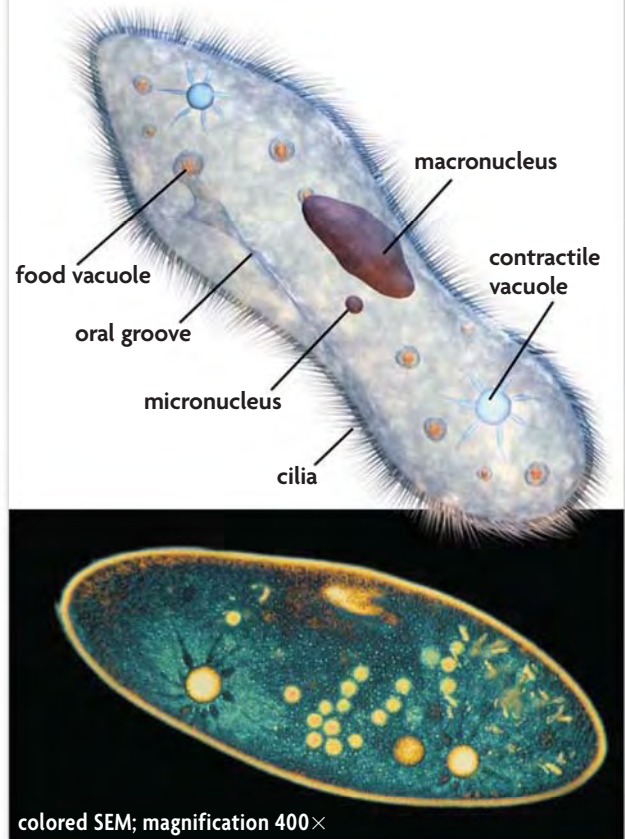 macronucleus
contractile
vacuole
food vacuole
oral groove
micronucleus
cilia
colored SEM; magnification 400×